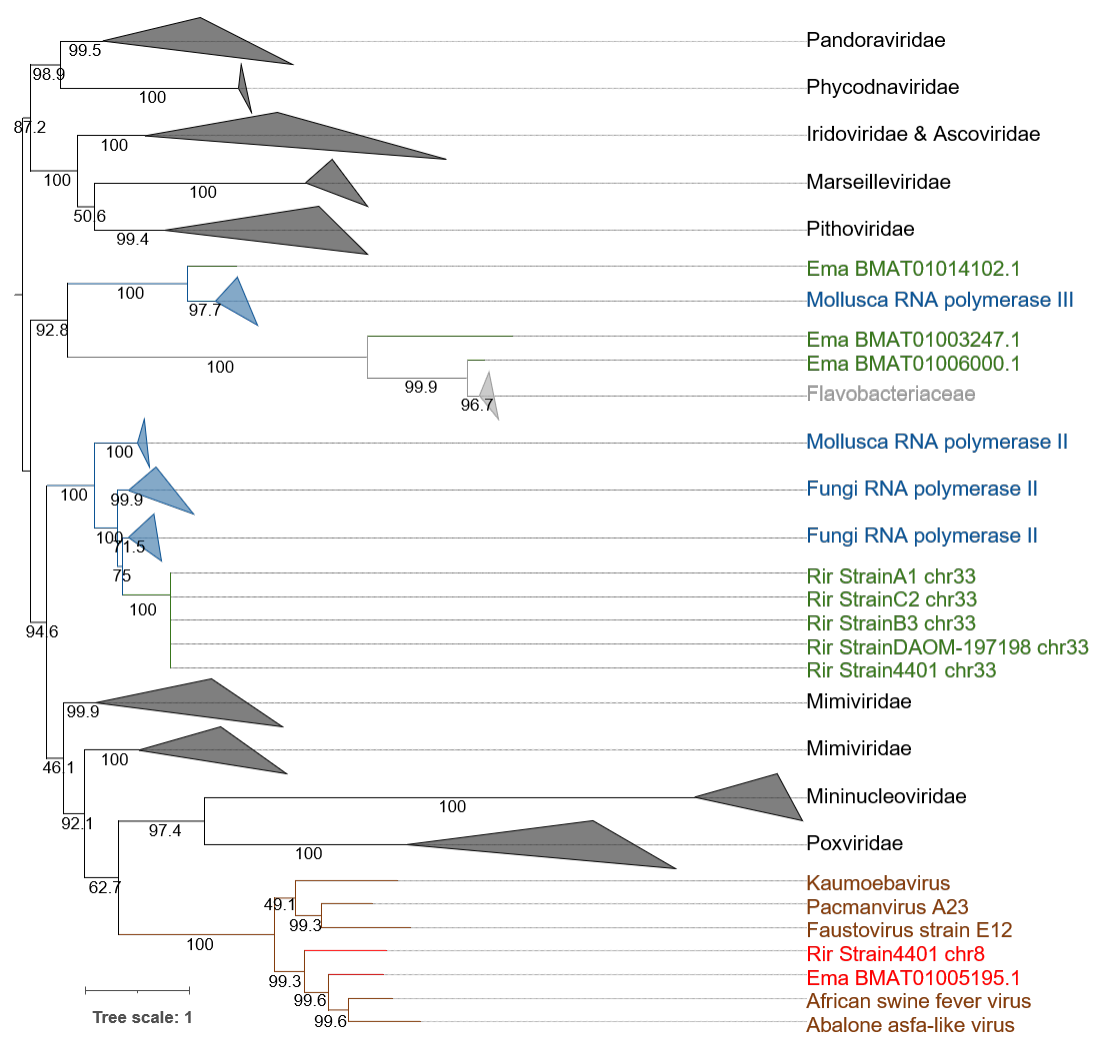 Pandoraviridae
99.5
98.9
Phycodnaviridae
100
87.2
Iridoviridae & Ascoviridae
100
100
Marseilleviridae
100
50.6
Pithoviridae
99.4
Ema BMAT01014102.1
100
Mollusca RNA polymerase III
97.7
92.8
Ema BMAT01003247.1
Ema BMAT01006000.1
100
99.9
Flavobacteriaceae
96.7
Mollusca RNA polymerase II
100
Fungi RNA polymerase II
100
99.9
Fungi RNA polymerase II
100
71.5
75
Rir StrainA1 chr33
Rir StrainC2 chr33
100
Rir StrainB3 chr33
94.6
Rir StrainDAOM-197198 chr33
Rir Strain4401 chr33
Mimiviridae
99.9
Mimiviridae
100
46.1
Mininucleoviridae
100
92.1
97.4
Poxviridae
100
62.7
Kaumoebavirus
49.1
Pacmanvirus A23
99.3
Faustovirus strain E12
100
Rir Strain4401 chr8
99.3
Ema BMAT01005195.1
99.6
African swine fever virus
99.6
Abalone asfa-like virus
Tree scale: 1